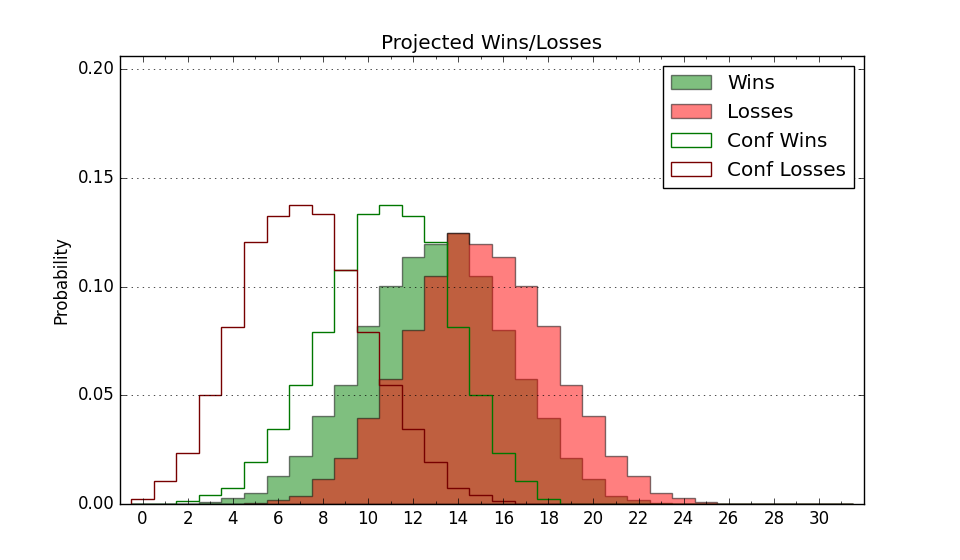 Projected Wins/Losses
0.20
0.15
0.10
0.05
0.00
Probability
Wins
Losses
Conf Wins
Conf Losses
0 2 4 6 8 10 12 14 16 18 20 22 24 26 28 30